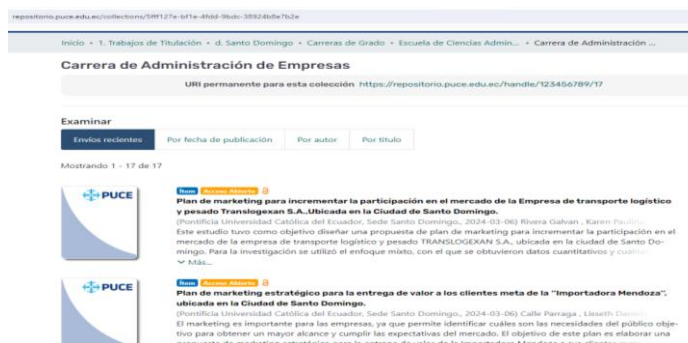 repositorio.puce.edu.ec/collections/5fff127e-bf1e-4fdd-9bdc-38924b8e7b2e
Inicio • 1. Trabajos de Titulación • d. Santo Domingo • Carreras de Grado • Escuela de Ciencias Admin... • Carrera de Administración ...
Carrera de Administración de Empresas
URI permanente para esta colección https://repositorio.puce.edu.ec/handle/123456789/17
Examinar
Envíos recientes Por fecha de publicación Por autor Por título
Mostrando 1 - 17 de 17
PUCE
Ítem Acceso Abierto
Plan de marketing para incrementar la participación en el mercado de la Empresa de transporte logístico
y pesado Translogexan S.A.,Ubicada en la Ciudad de Santo Domingo.
(Pontificia Universidad Católica del Ecuador, Sede Santo Domingo., 2024-03-06) Rivera Galvan , Karen Paulina
Este estudio tuvo como objetivo diseñar una propuesta de plan de marketing para incrementar la participación en el
mercado de la empresa de transporte logístico y pesado TRANSLOGEXAN S.A., ubicada en la ciudad de Santo Do-
mingo. Para la investigación se utilizó el enfoque mixto, con el que se obtuvieron datos cuantitativos y
Más...
PUCE
Ítem Acceso Abierto
Plan de marketing estratégico para la entrega de valor a los clientes meta de la "Importadora Mendoza",
ubicada en la Ciudad de Santo Domingo.
(Pontificia Universidad Católica del Ecuador, Sede Santo Domingo., 2024-03-06) Calle Parraga , Lisseth
El marketing es importante para las empresas, ya que permite identificar cuáles son las necesidades del público obje-
tivo para obtener un mayor alcance y cumplir las expectativas del mercado. El objetivo de este plan es elaborar una